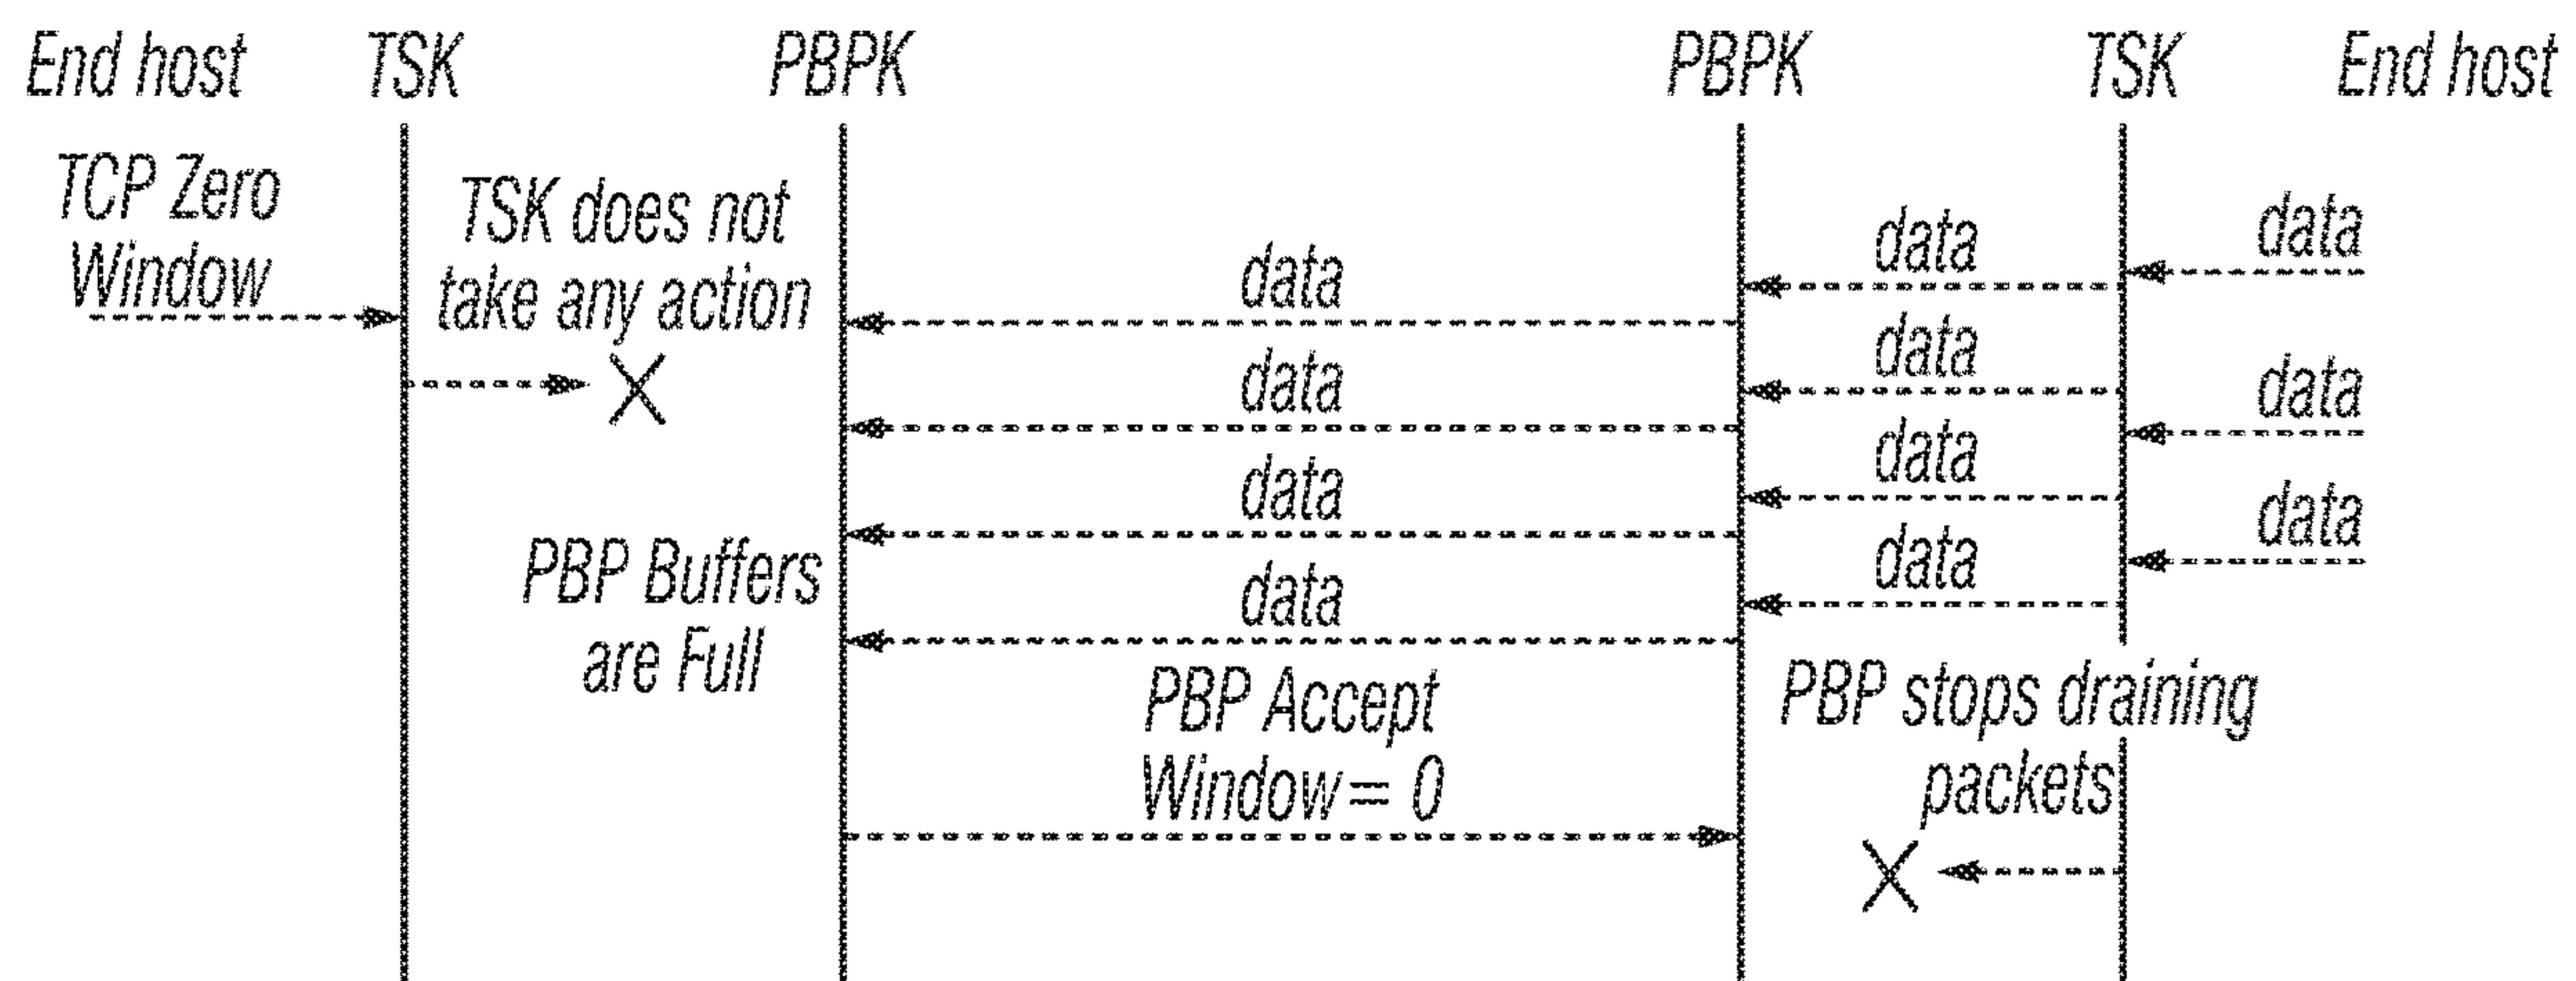 End host TSK PBPK PBPK TSK End host
TCP Zero
Window
TSK does not
take any action
data
data
data
data
data
data
data
data
data
data
data
PBP Buffers
are Full
PBP Accept
Window = 0
PBP stops draining
packets